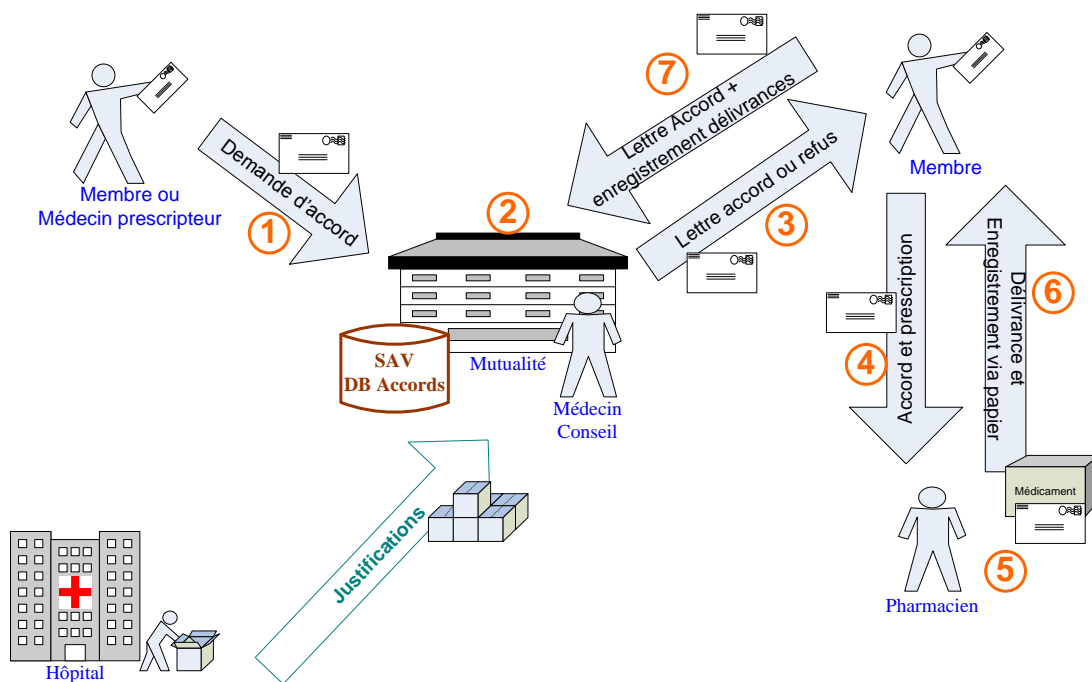 7
Lettre Accord +
enregistrement délivrances
Membre ou
Médecin prescripteur
Demande d'accord
1
2
Lettre accord ou refus
3
Membre
Accord et prescription
4
Délivrance et
Enregistrement via papier
6
SAV
DB Accords
Mutualité
Médecin
Conseil
Médicament
5
Pharmacien
Justifications
Hôpital